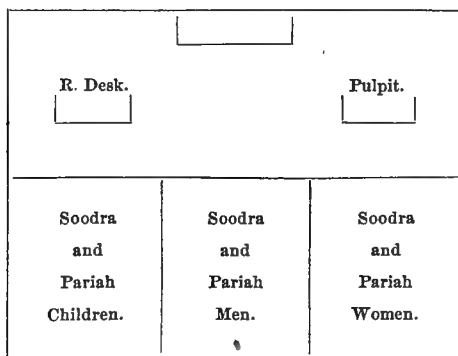 R. Desk.
Pulpit.
Soodra
and
Pariah
Children.
Soodra
and
Pariah
Men.
Soodra
and
Pariah
Women.